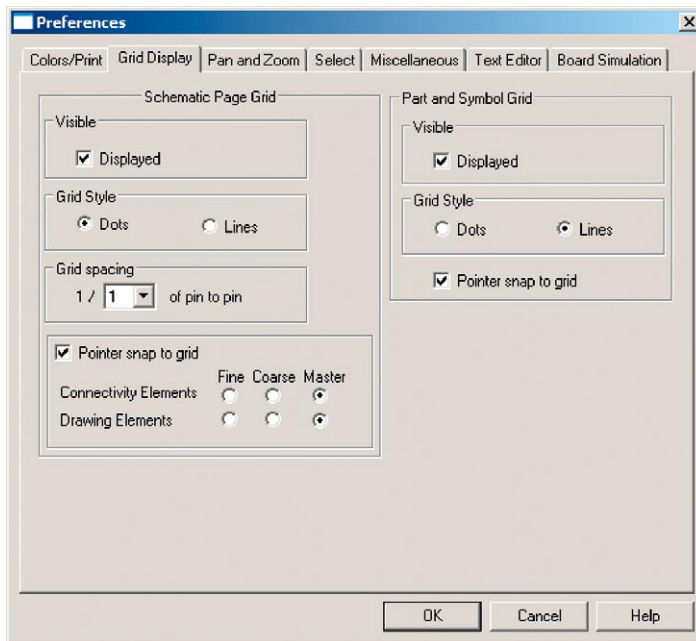 Preferences
Colors/Print Grid Display Pan and Zoom Select Miscellaneous Text Editor Board Simulation
Schematic Page Grid
Visible
Displayed
Grid Style
Dots Lines
Grid spacing
1 / 1 of pin to pin
Pointer snap to grid
Fine Coarse Master
Connectivity Elements
Drawing Elements
Part and Symbol Grid
Visible
Displayed
Grid Style
Dots Lines
Pointer snap to grid
OK Cancel Help